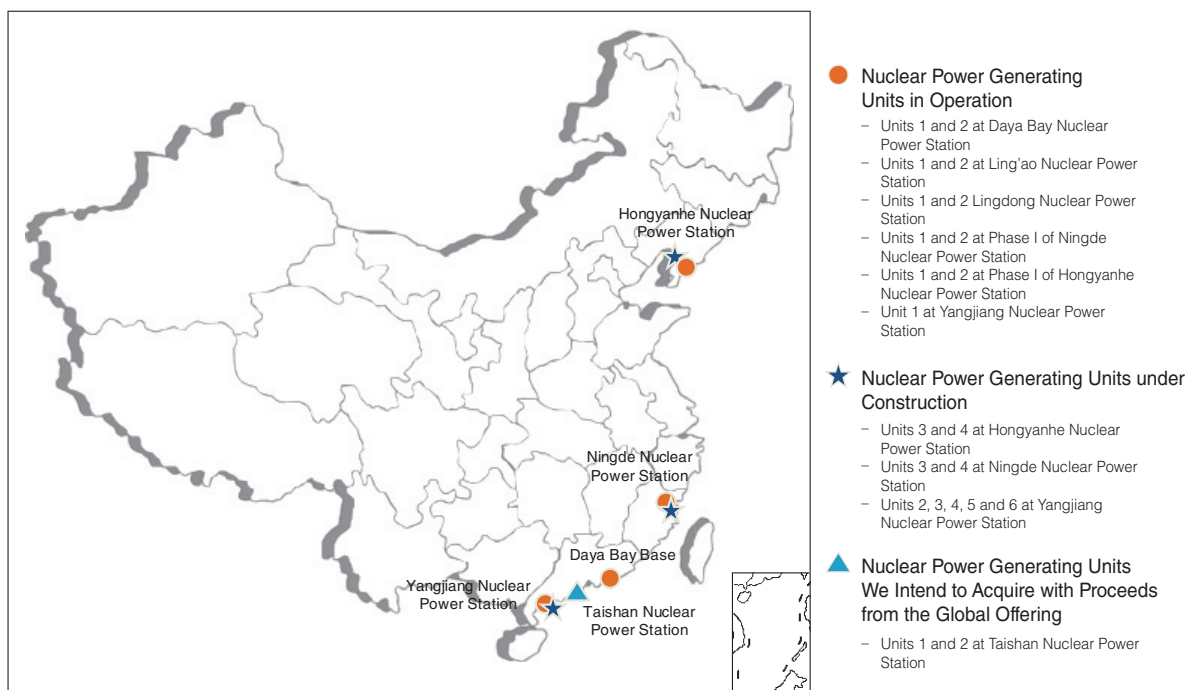 Hongyanhe Nuclear
Power Station
Ningde Nuclear
Power Station
Daya Bay Base
Yangjiang Nuclear
Power Station
Taishan Nuclear
Power Station
Nuclear Power Generating
Units in Operation
– Units 1 and 2 at Daya Bay Nuclear
Power Station
– Units 1 and 2 at Ling'ao Nuclear Power
Station
– Units 1 and 2 Lingdong Nuclear Power
Station
– Units 1 and 2 at Phase I of Ningde
Nuclear Power Station
– Units 1 and 2 at Phase I of Hongyanhe
Nuclear Power Station
– Unit 1 at Yangjiang Nuclear Power
Station
Nuclear Power Generating Units under
Construction
– Units 3 and 4 at Hongyanhe Nuclear
Power Station
– Units 3 and 4 at Ningde Nuclear Power
Station
– Units 2, 3, 4, 5 and 6 at Yangjiang
Nuclear Power Station
Nuclear Power Generating Units
We Intend to Acquire with Proceeds
from the Global Offering
– Units 1 and 2 at Taishan Nuclear Power
Station